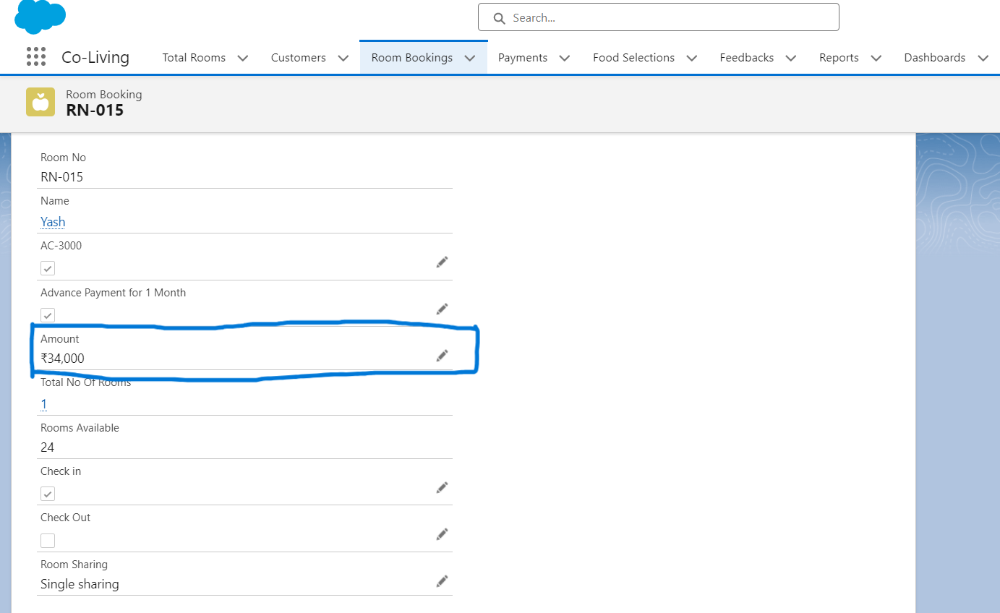 Search...
Co-Living Total Rooms Customers Room Bookings Payments Food Selections Feedbacks Reports Dashboards
Room Booking
RN-015
Room No
RN-015
Name
Yash
AC-3000
Advance Payment for 1 Month
Amount
₹34,000
Total No Of Rooms
1
Rooms Available
24
Check in
Check Out
Room Sharing
Single sharing